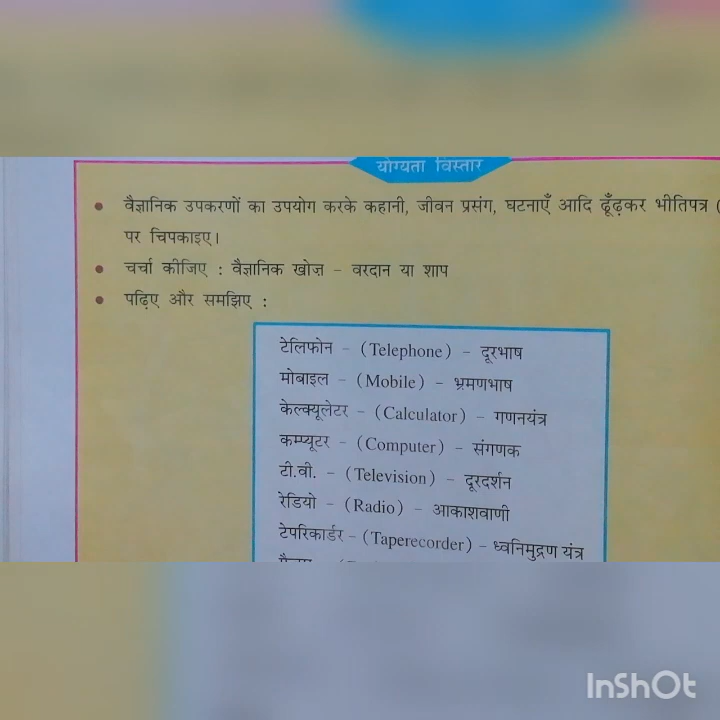 योग्यता विस्तार
• वैज्ञानिक उपकरणों का उपयोग करके कहानी, जीवन प्रसंग, घटनाएँ आदि ढूँढ़कर भीतिपत्र (
पर चिपकाइए।
• चर्चा कीजिए : वैज्ञानिक खोज़ - वरदान या शाप
• पढ़िए और समझिए :
टेलिफोन - (Telephone) - दूरभाष
मोबाइल - (Mobile) - भ्रमणभाष
केल्क्यूलेटर - (Calculator) - गणनयंत्र
कम्प्यूटर - (Computer) - संगणक
टी.वी. - (Television) - दूरदर्शन
रेडियो - (Radio) - आकाशवाणी
टेपरिकार्डर - (Taperecorder) - ध्वनिमुद्रण यंत्र
InShOt